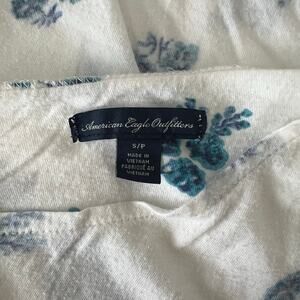 American Eagle Outfitters
S/P
MADE IN
VIETNAM
FABRIQUÉ AU
VIETNAM